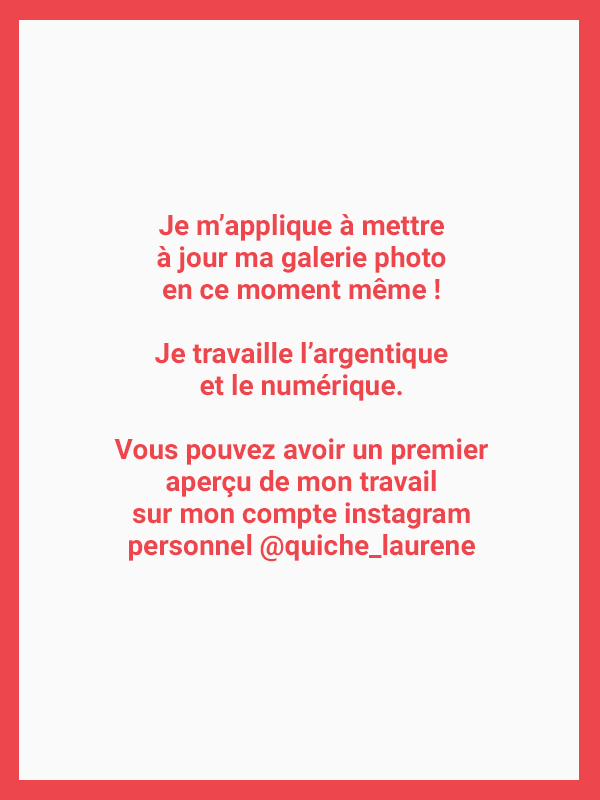 Je m’applique à mettre
à jour ma galerie photo
en ce moment même !
Je travaille l’argentique
et le numérique.
Vous pouvez avoir un premier
aperçu de mon travail
sur mon compte instagram
personnel @quiche_laurene